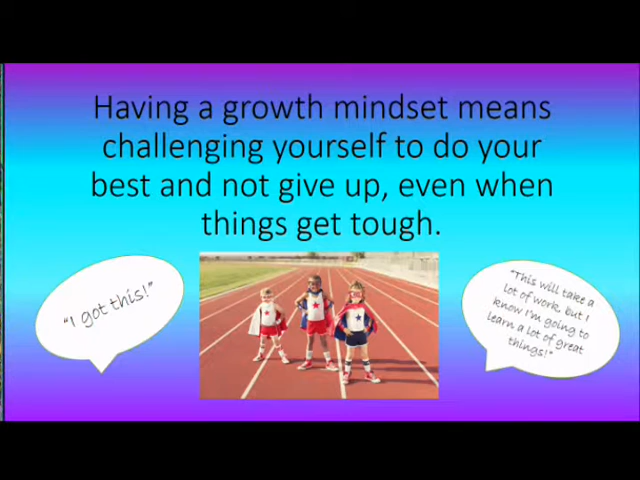 Having a growth mindset means
challenging yourself to do your
best and not give up, even when
things get tough.
"I got this!"
"This will take a
lot of work, but I
know I'm going to
learn a lot of great
things!"